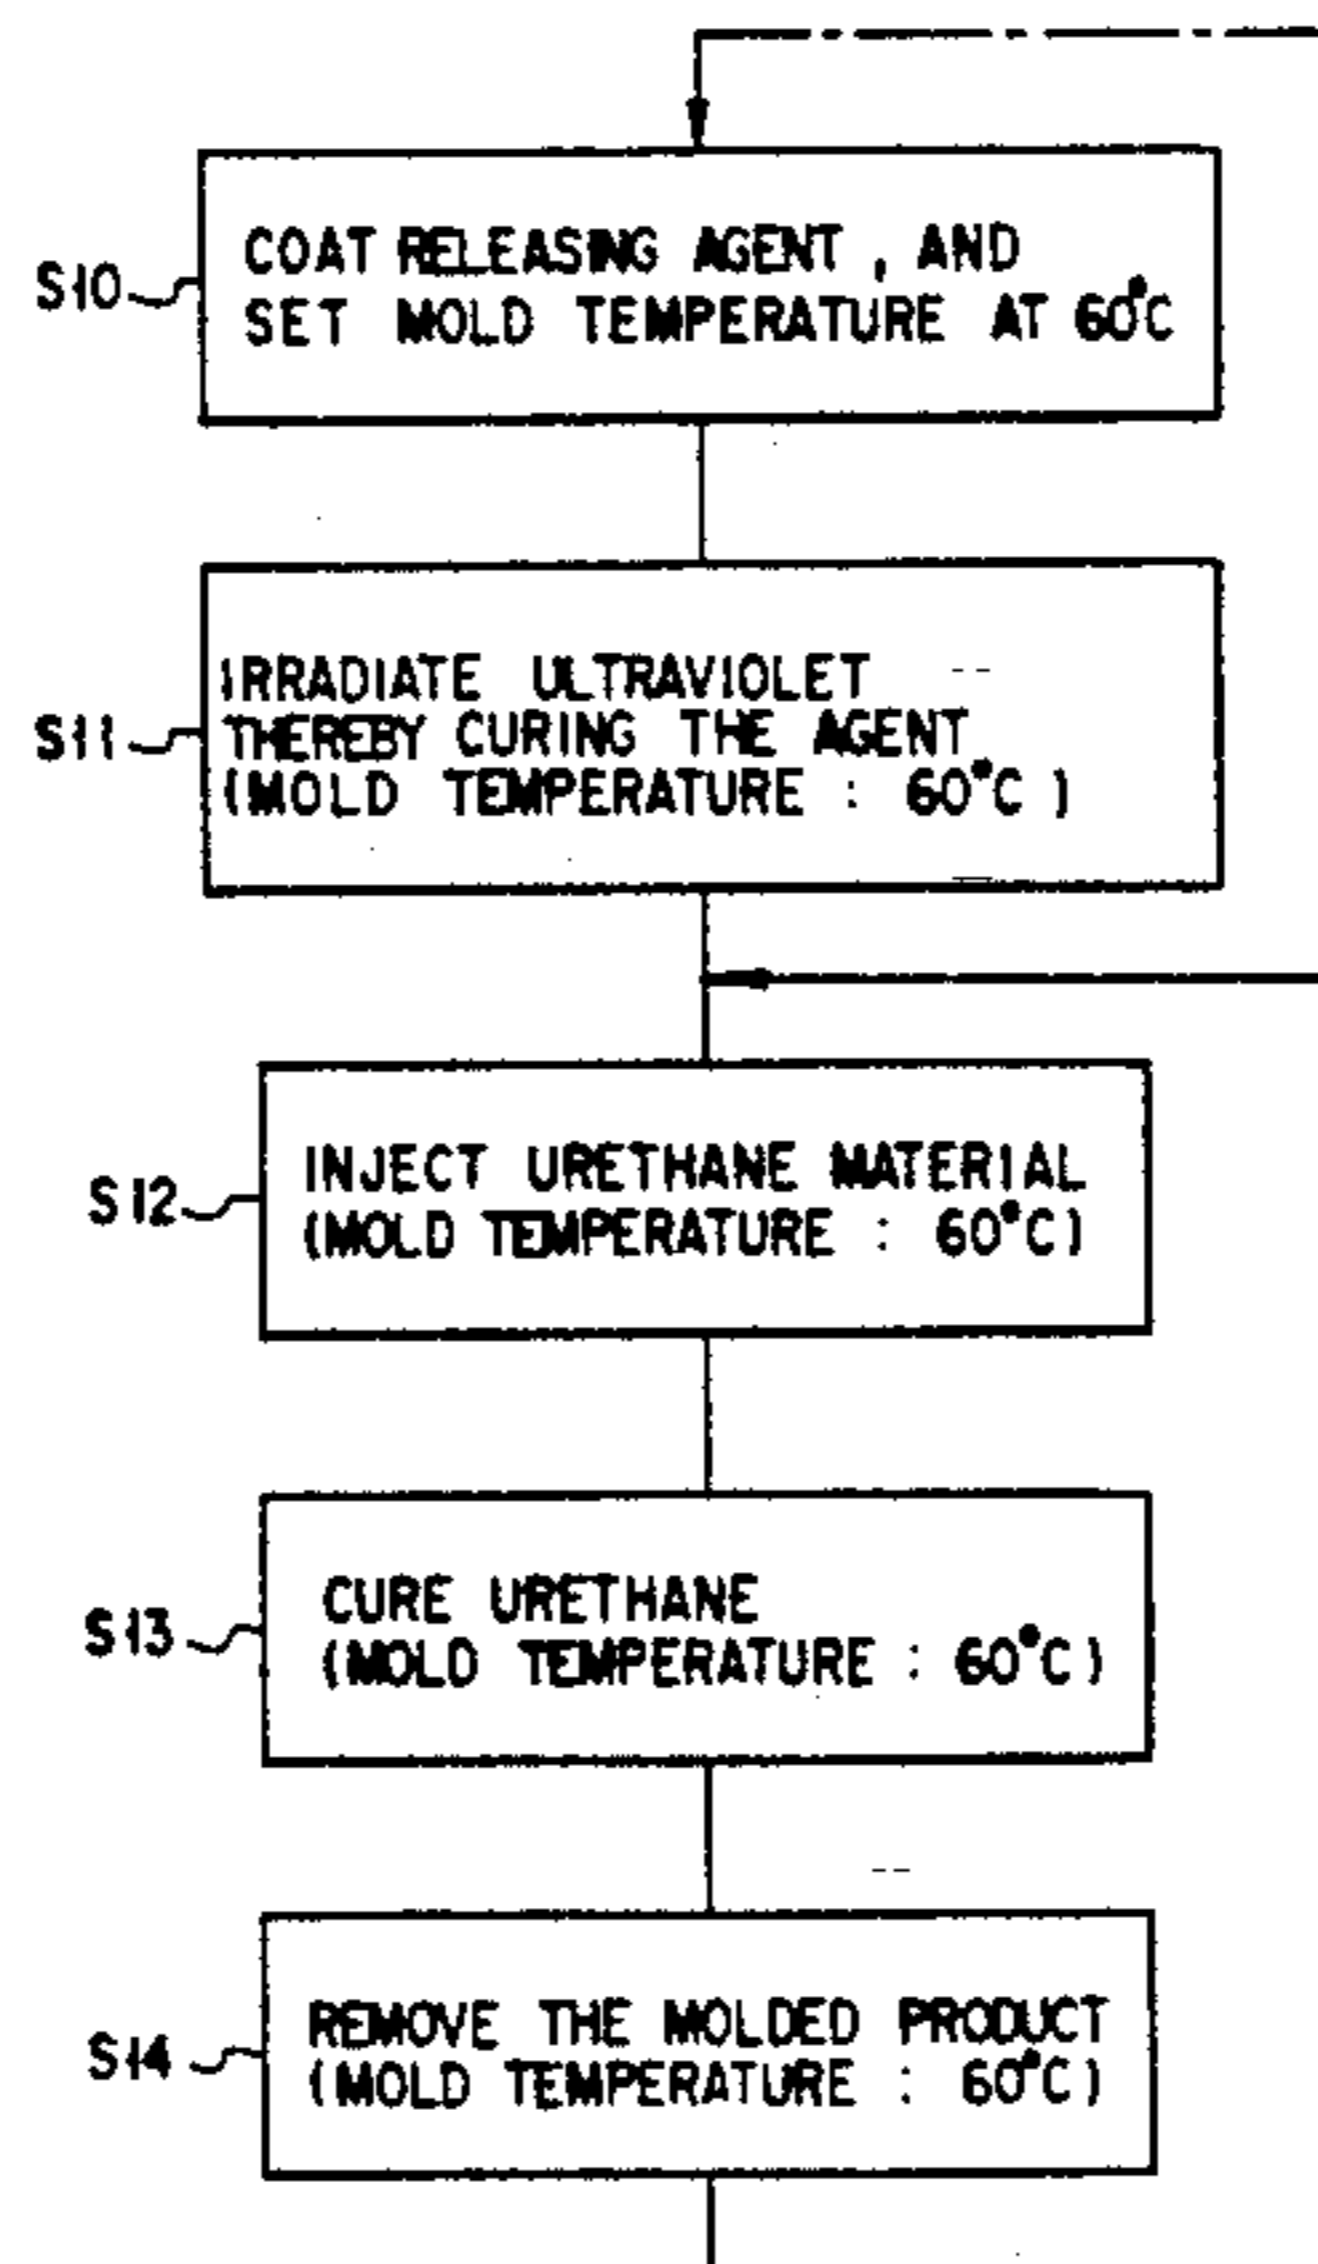 S10
COAT RELEASING AGENT, AND
SET MOLD TEMPERATURE AT 60°C
S11
IRRADIATE ULTRAVIOLET
THEREBY CURING THE AGENT
(MOLD TEMPERATURE : 60°C)
S12
INJECT URETHANE MATERIAL
(MOLD TEMPERATURE : 60°C)
S13
CURE URETHANE
(MOLD TEMPERATURE : 60°C)
S14
REMOVE THE MOLDED PRODUCT
(MOLD TEMPERATURE : 60°C)